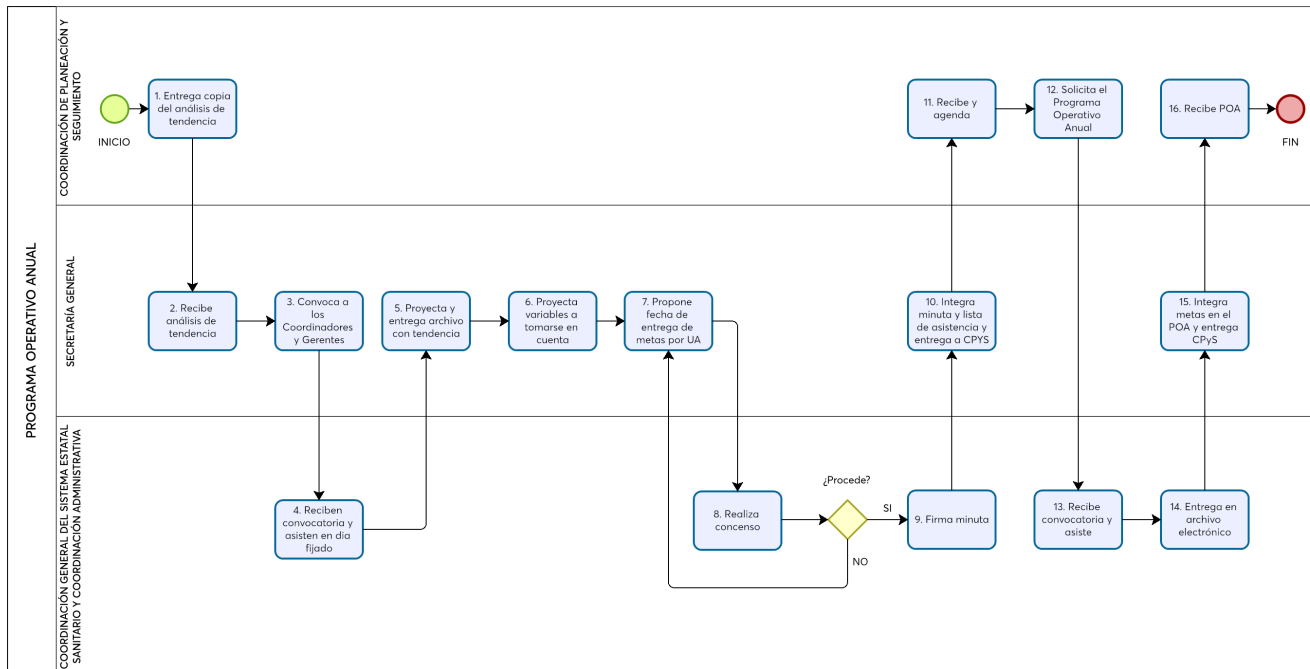 PROGRAMA OPERATIVO ANUAL
COORDINACIÓN DE PLANEACIÓN Y
SEGUIMIENTO
INICIO
1. Entrega copia
del análisis de
tendencia
11. Recibe y
agenda
12. Solicita el
Programa
Operativo
Anual
16. Recibe POA
FIN
SECRETARÍA GENERAL
2. Recibe
análisis de
tendencia
3. Convoca a
los
Coordinadores
y Gerentes
5. Proyecta y
entrega archivo
con tendencia
6. Proyecta
variables a
tomarse en
cuenta
7. Propone
fecha de
entrega de
metas por UA
10. Integra
minuta y lista
de asistencia y
entrega a CPYS
15. Integra
metas en el
POA y entrega
CPyS
COORDINACIÓN GENERAL DEL SISTEMA ESTATAL
SANITARIO Y COORDINACIÓN ADMINISTRATIVA
4. Reciben
convocatoria y
asisten en dia
fijado
8. Realiza
concenso
¿Procede?
SI
NO
9. Firma minuta
13. Recibe
convocatoria y
asiste
14. Entrega en
archivo
electrónico